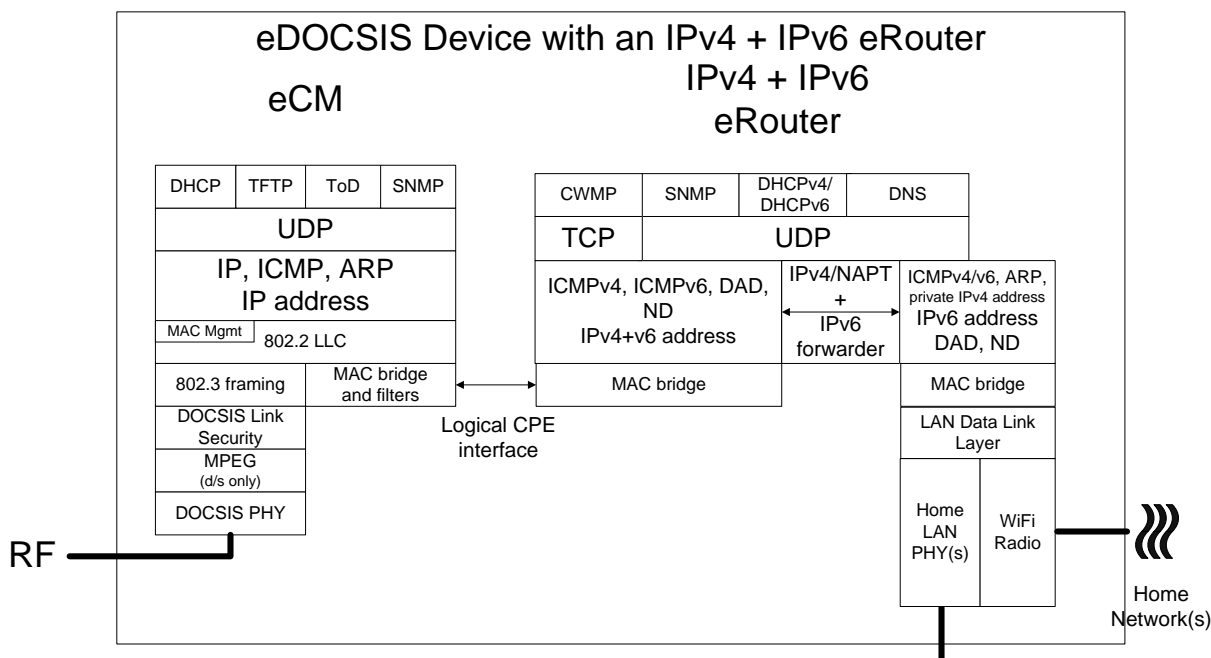 eDOCSIS Device with an IPv4 + IPv6 eRouter
eCM
IPv4 + IPv6
eRouter
DHCP
TFTP
ToD
SNMP
UDP
IP, ICMP, ARP
IP address
MAC Mgmt
802.2 LLC
802.3 framing
MAC bridge
and filters
DOCSIS Link
Security
MPEG
(d/s only)
DOCSIS PHY
RF
Logical CPE
interface
CWMP
SNMP
DHCPv4/
DHCPv6
DNS
TCP
UDP
ICMPv4, ICMPv6, DAD,
ND
IPv4+v6 address
IPv4/NAPT
+
IPv6
forwarder
ICMPv4/v6, ARP,
private IPv4 address
IPv6 address
DAD, ND
MAC bridge
MAC bridge
LAN Data Link
Layer
Home
LAN
PHY(s)
WiFi
Radio
Home
Network(s)